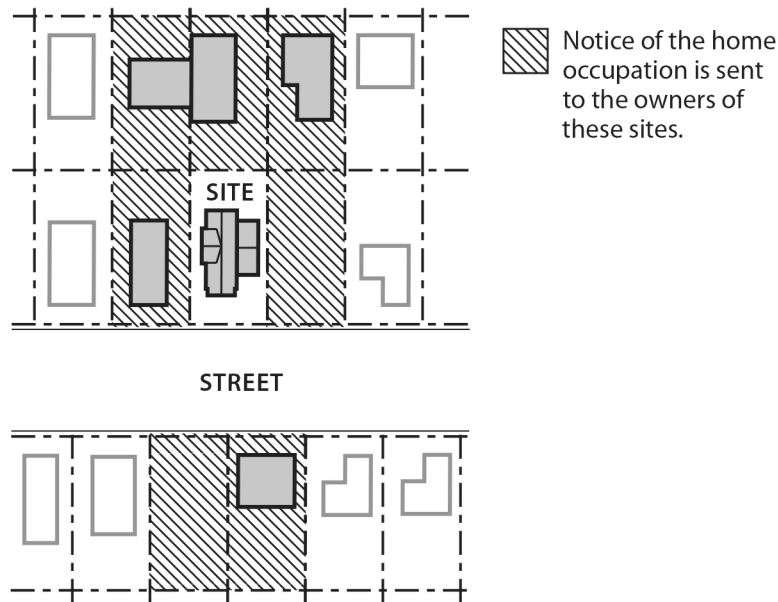 Notice of the home
occupation is sent
to the owners of
these sites.
SITE
STREET